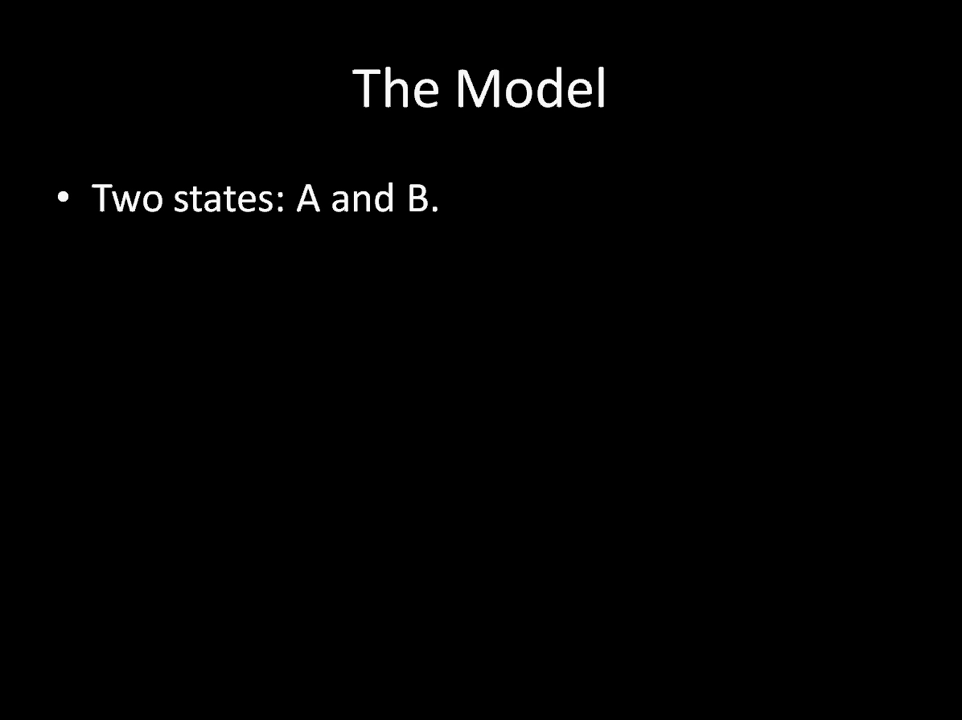 The Model
• Two states: A and B.